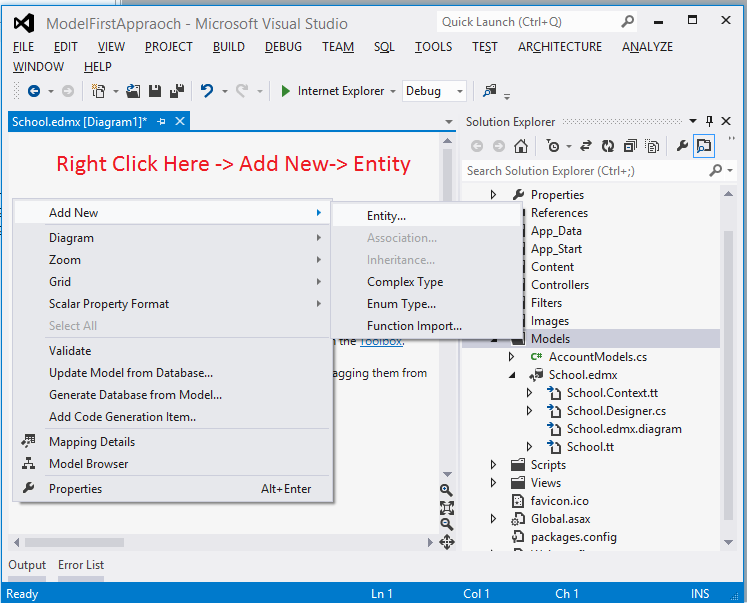 ModelFirstAppraoch - Microsoft Visual Studio
Quick Launch (Ctrl+Q)
FILE EDIT VIEW PROJECT BUILD DEBUG TEAM SQL TOOLS TEST ARCHITECTURE ANALYZE
WINDOW HELP
Internet Explorer Debug
School.edmx [Diagram1]*
Right Click Here -> Add New-> Entity
Add New
Diagram
Zoom
Grid
Scalar Property Format
Select All
Validate
Update Model from Database...
Generate Database from Model...
Add Code Generation Item..
Mapping Details
Model Browser
Properties Alt+Enter
Entity...
Association...
Inheritance...
Complex Type
Enum Type...
Function Import...
the Toolbox.
agging them from
Solution Explorer
Search Solution Explorer (Ctrl+;)
Properties
References
App_Data
App_Start
Content
Controllers
Filters
Images
Models
C# AccountModels.cs
School.edmx
School.Context.tt
School.Designer.cs
School.edmx.diagram
School.tt
Scripts
Views
favicon.ico
Global.asax
packages.config
Output Error List
Ready Ln 1 Col 1 Ch 1 INS